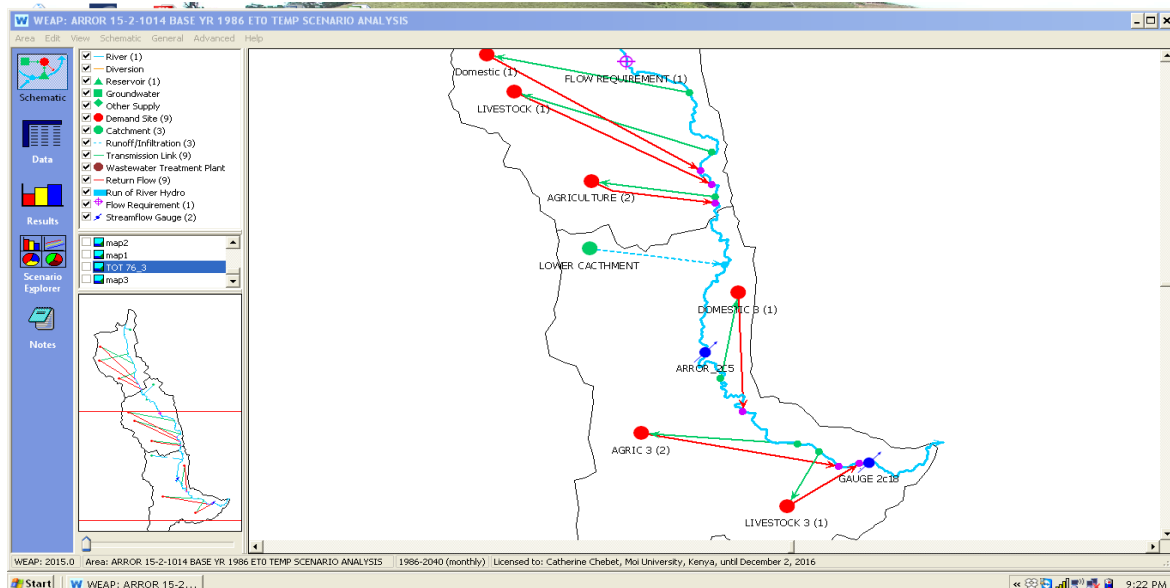 WEAP: ARROR 15-2-1014 BASE YR 1986 ET0 TEMP SCENARIO ANALYSIS
Area Edit View Schematic General Advanced Help
Schematic
Data
Results
Scenario
Explorer
Notes
River (1)
Diversion
Reservoir (1)
Groundwater
Other Supply
Demand Site (9)
Catchment (3)
Runoff/Infiltration (3)
Transmission Link (9)
Wastewater Treatment Plant
Return Flow (9)
Run of River Hydro
Flow Requirement (1)
Streamflow Gauge (2)
map2
map1
TOT 76_3
map3
Domestic (1)
FLOW REQUIREMENT (1)
LIVESTOCK (1)
AGRICULTURE (2)
LOWER CACTHMENT
DOMESTIC 3 (1)
ARROR_2C5
AGRIC 3 (2)
GAUGE 2c18
LIVESTOCK 3 (1)
WEAP: 2015.0 Area: ARROR 15-2-1014 BASE YR 1986 ET0 TEMP SCENARIO ANALYSIS 1986-2040 (monthly) Licensed to: Catherine Chebet, Moi University, Kenya, until December 2, 2016
Start W WEAP: ARROR 15-2... « 9:22 PM